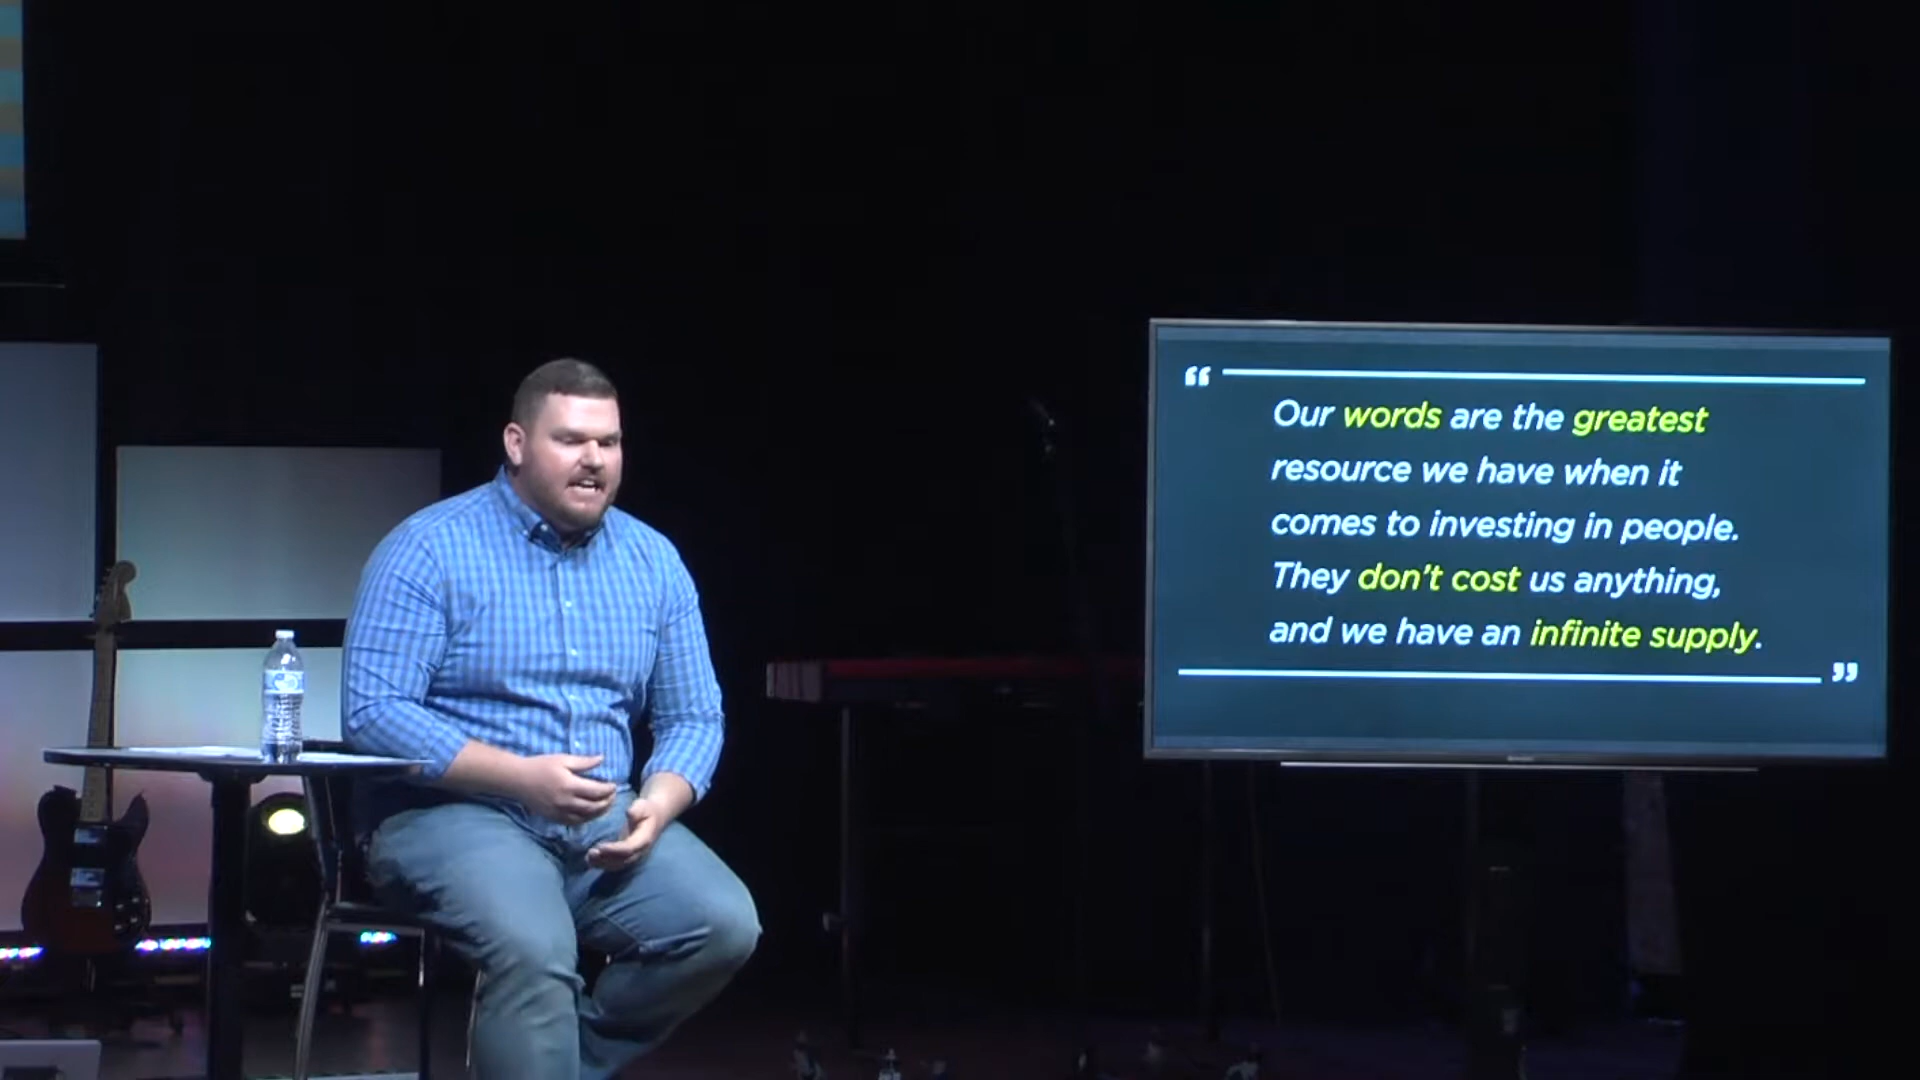 “
Our words are the greatest
resource we have when it
comes to investing in people.
They don't cost us anything,
and we have an infinite supply.
”